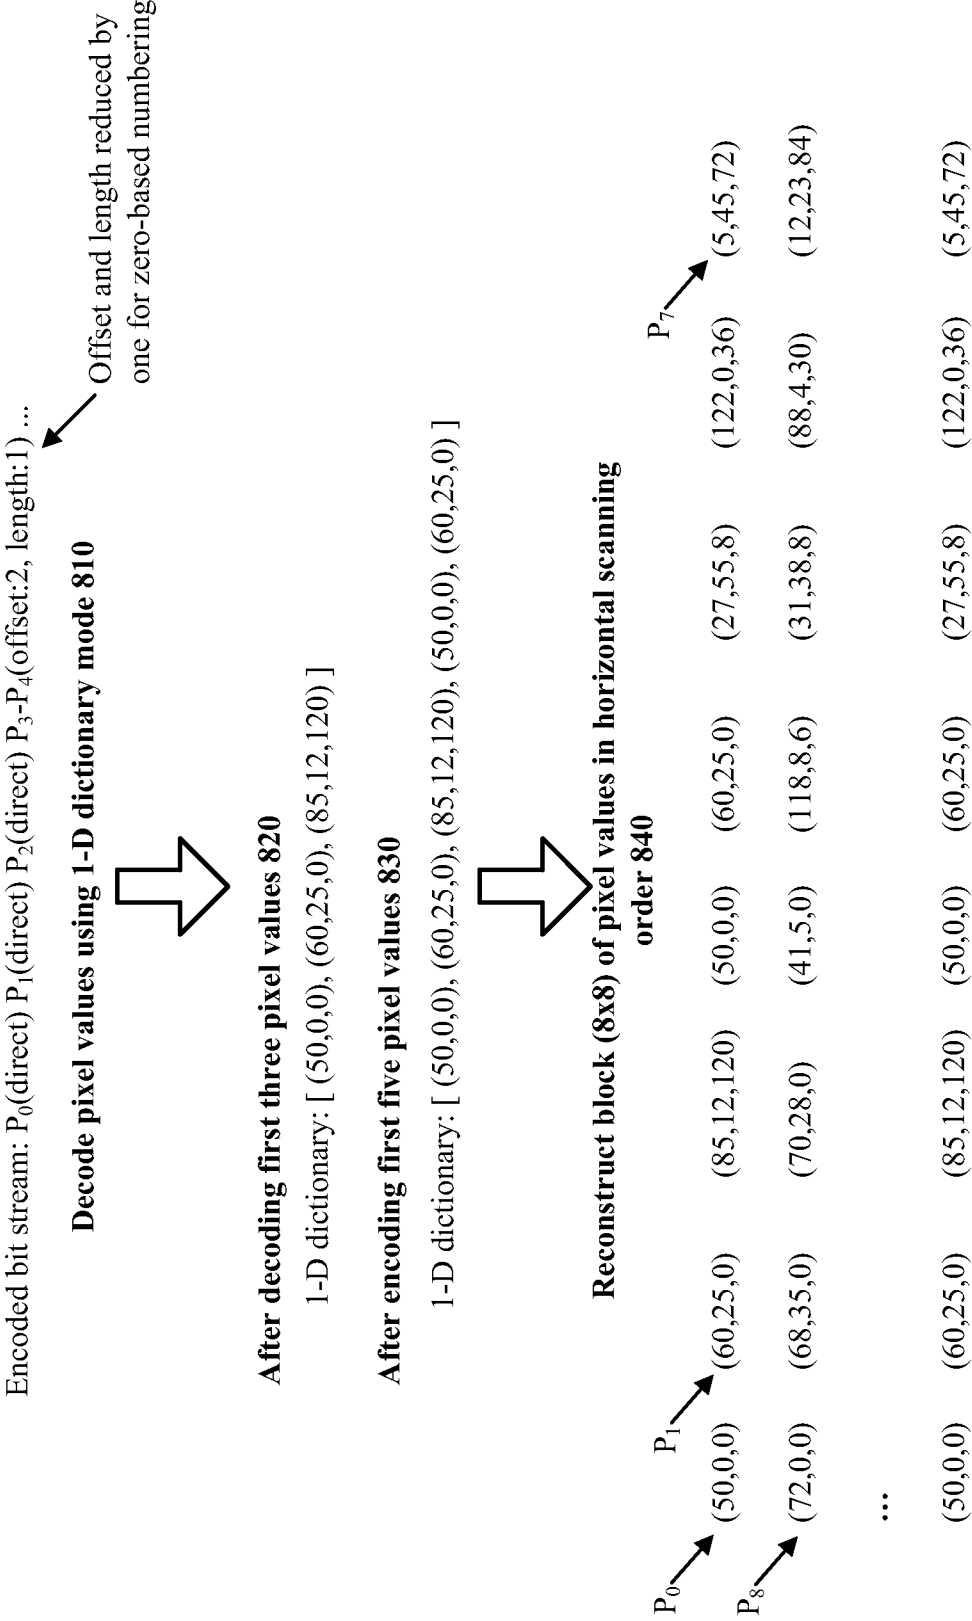 Encoded bit stream: P0(direct) P1(direct) P2(direct) P3-P4(offset:2, length:1) ...
Offset and length reduced by
one for zero-based numbering
Decode pixel values using 1-D dictionary mode 810
After decoding first three pixel values 820
1-D dictionary: [ (50,0,0), (60,25,0), (85,12,120) ]
After encoding first five pixel values 830
1-D dictionary: [ (50,0,0), (60,25,0), (85,12,120), (50,0,0), (60,25,0) ]
Reconstruct block (8x8) of pixel values in horizontal scanning
order 840
P0 P1 P7
(50,0,0) (60,25,0) (85,12,120) (50,0,0) (60,25,0) (27,55,8) (122,0,36) (5,45,72)
P8
(72,0,0) (68,35,0) (70,28,0) (41,5,0) (118,8,6) (31,38,8) (88,4,30) (12,23,84)
...
(50,0,0) (60,25,0) (85,12,120) (50,0,0) (60,25,0) (27,55,8) (122,0,36) (5,45,72)